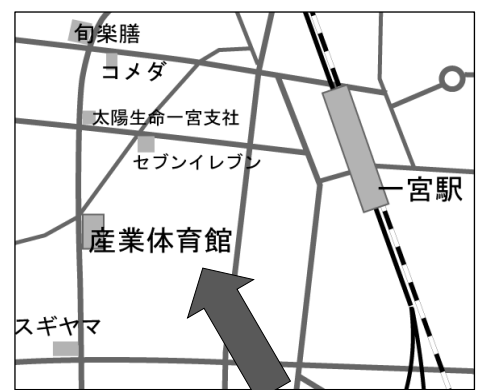 旬楽膳
コメダ
太陽生命一宮支社
セブンイレブン
一宮駅
産業体育館
スギヤマ